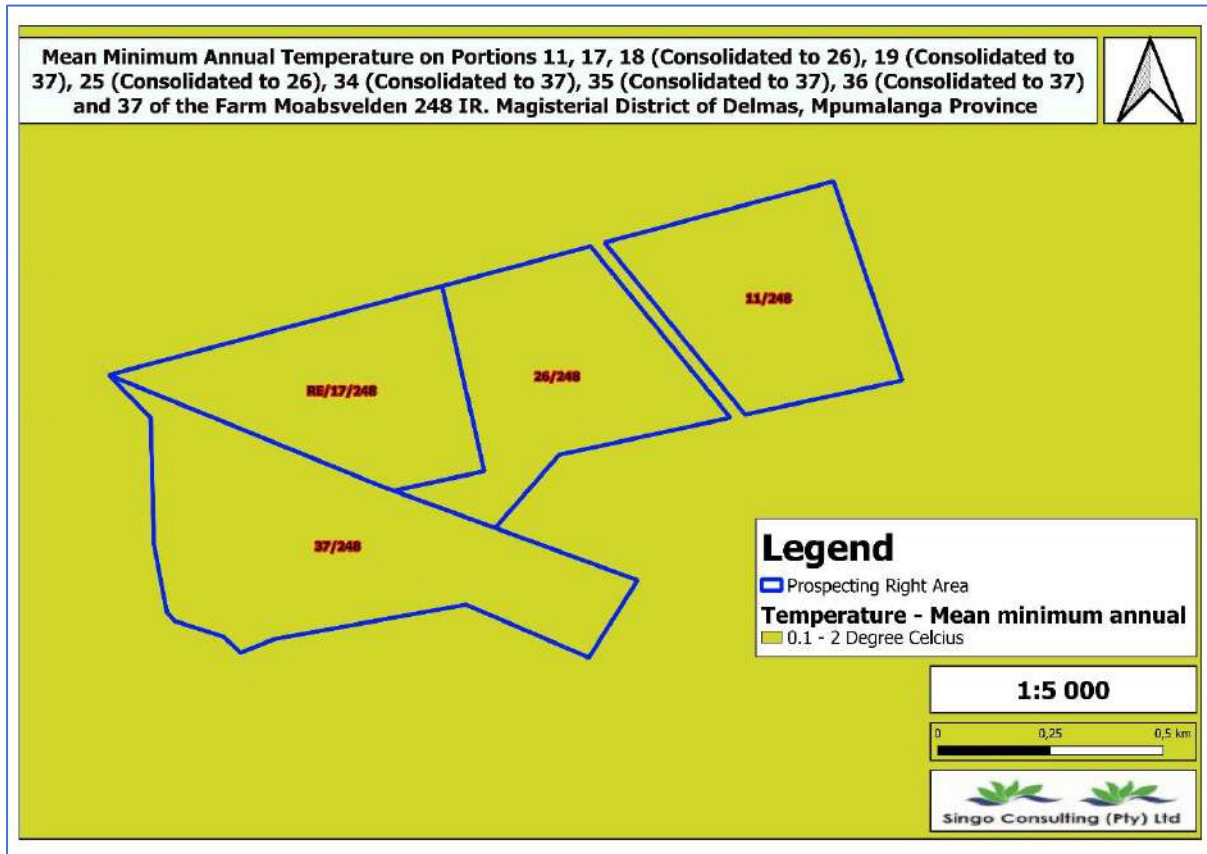 Mean Minimum Annual Temperature on Portions 11, 17, 18 (Consolidated to 26), 19 (Consolidated to
37), 25 (Consolidated to 26), 34 (Consolidated to 37), 35 (Consolidated to 37), 36 (Consolidated to 37)
and 37 of the Farm Moabsvelden 248 IR. Magisterial District of Delmas, Mpumalanga Province
11/248
26/248
RE/17/248
37/248
Legend
Prospecting Right Area
Temperature - Mean minimum annual
0.1 - 2 Degree Celcius
1:5 000
0 0,25 0,5 km
Singo Consulting (Pty) Ltd